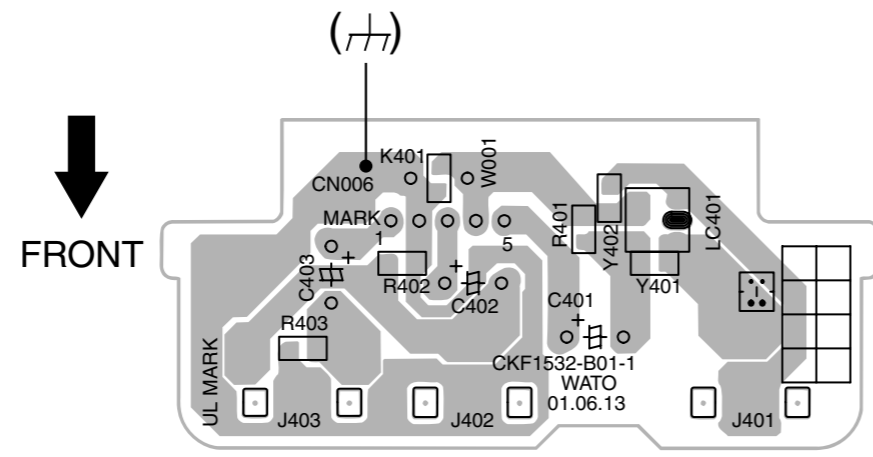 ( )
K401
W001
CN006
MARK
1
5
FRONT
C403
+
R402
+
C402
R401
Y402
LC401
Y401
C401
+
R403
CKF1532-B01-1
WATO
01.06.13
UL MARK
J403
J402
J401